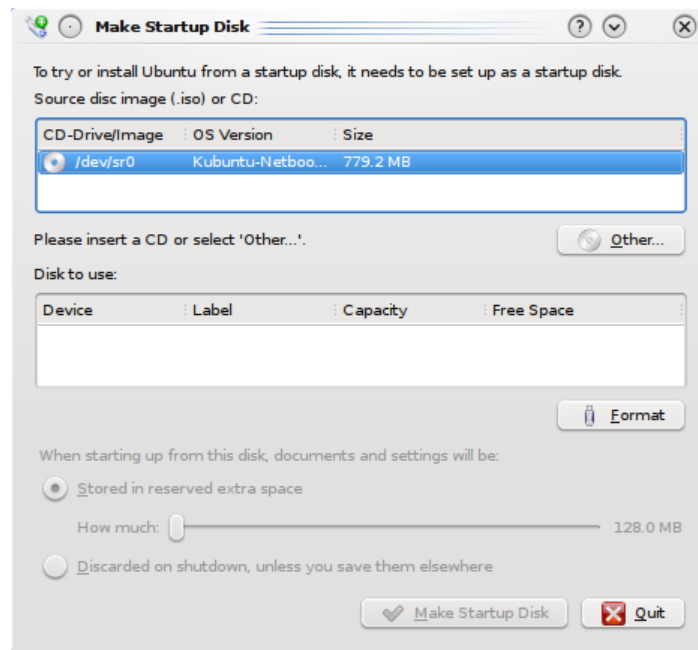 Make Startup Disk
To try or install Ubuntu from a startup disk, it needs to be set up as a startup disk.
Source disc image (.iso) or CD:
CD-Drive/Image OS Version Size
/dev/sr0 Kubuntu-Netboo... 779.2 MB
Please insert a CD or select 'Other...'.
Other...
Disk to use:
Device Label Capacity Free Space
Format
When starting up from this disk, documents and settings will be:
Stored in reserved extra space
How much: 128.0 MB
Discarded on shutdown, unless you save them elsewhere
Make Startup Disk Quit